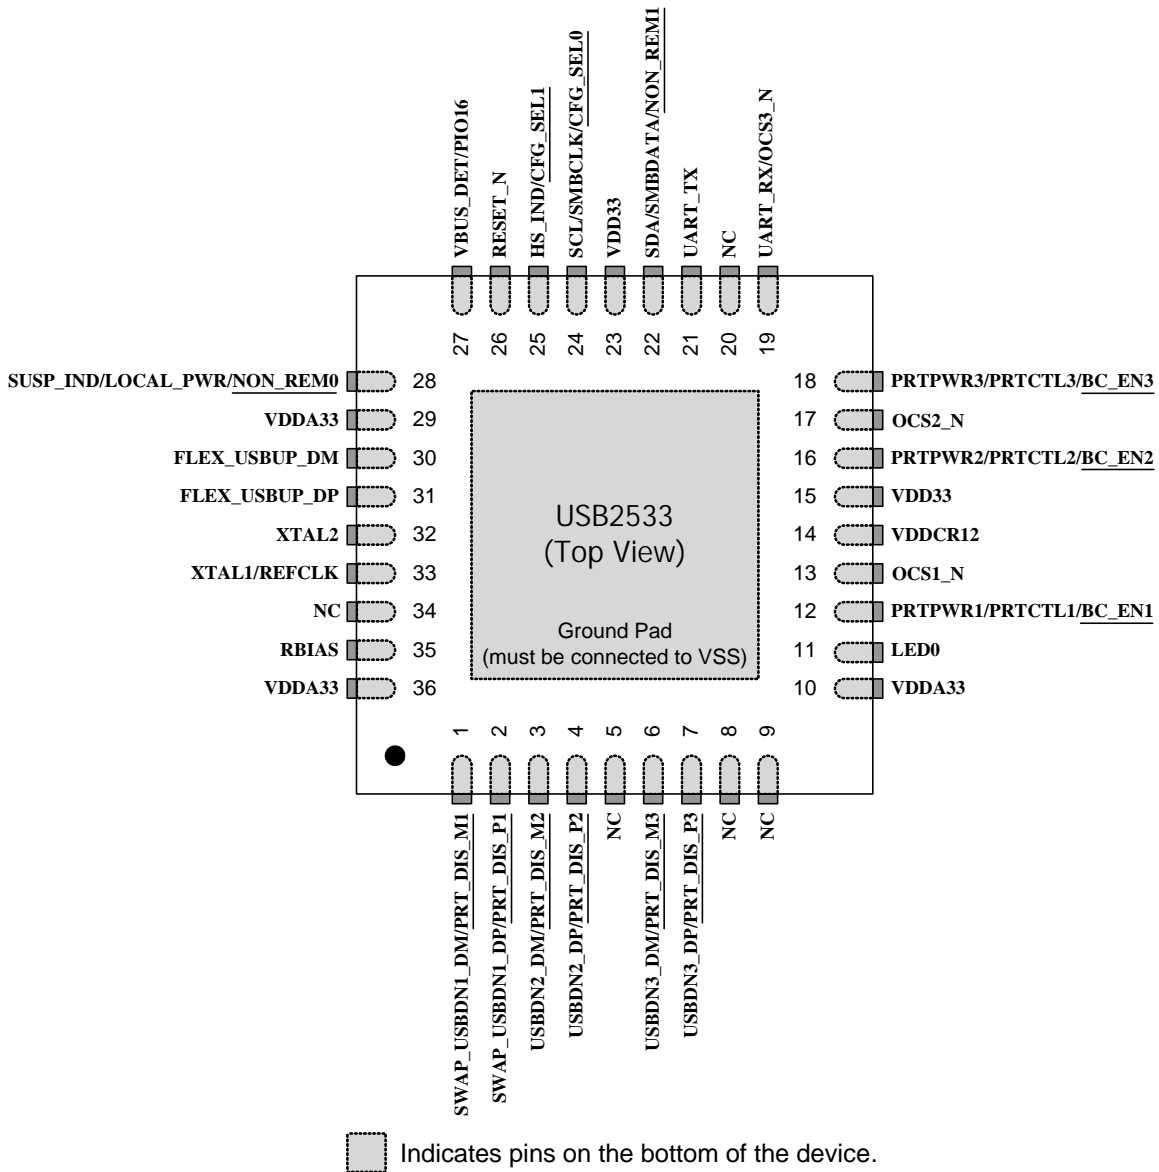 VBUS_DET/PIO16
RESET_N
HS_IND/CFG_SEL1
SCL/SMBCLK/CFG_SEL0
VDD33
SDA/SMBDATA/NON_REM1
UART_TX
NC
UART_RX/OCS3_N
27
26
25
24
23
22
21
20
19
SUSP_IND/LOCAL_PWR/NON_REM0 28
VDDA33 29
FLEX_USBUP_DM 30
FLEX_USBUP_DP 31
XTAL2 32
XTAL1/REFCLK 33
NC 34
RBIAS 35
VDDA33 36
USB2533
(Top View)
Ground Pad
(must be connected to VSS)
18 PRTPWR3/PRTCTL3/BC_EN3
17 OCS2_N
16 PRTPWR2/PRTCTL2/BC_EN2
15 VDD33
14 VDDCR12
13 OCS1_N
12 PRTPWR1/PRTCTL1/BC_EN1
11 LED0
10 VDDA33
1
2
3
4
5
6
7
8
9
SWAP_USBDN1_DM/PRT_DIS_M1
SWAP_USBDN1_DP/PRT_DIS_P1
USBDN2_DM/PRT_DIS_M2
USBDN2_DP/PRT_DIS_P2
NC
USBDN3_DM/PRT_DIS_M3
USBDN3_DP/PRT_DIS_P3
NC
NC
Indicates pins on the bottom of the device.